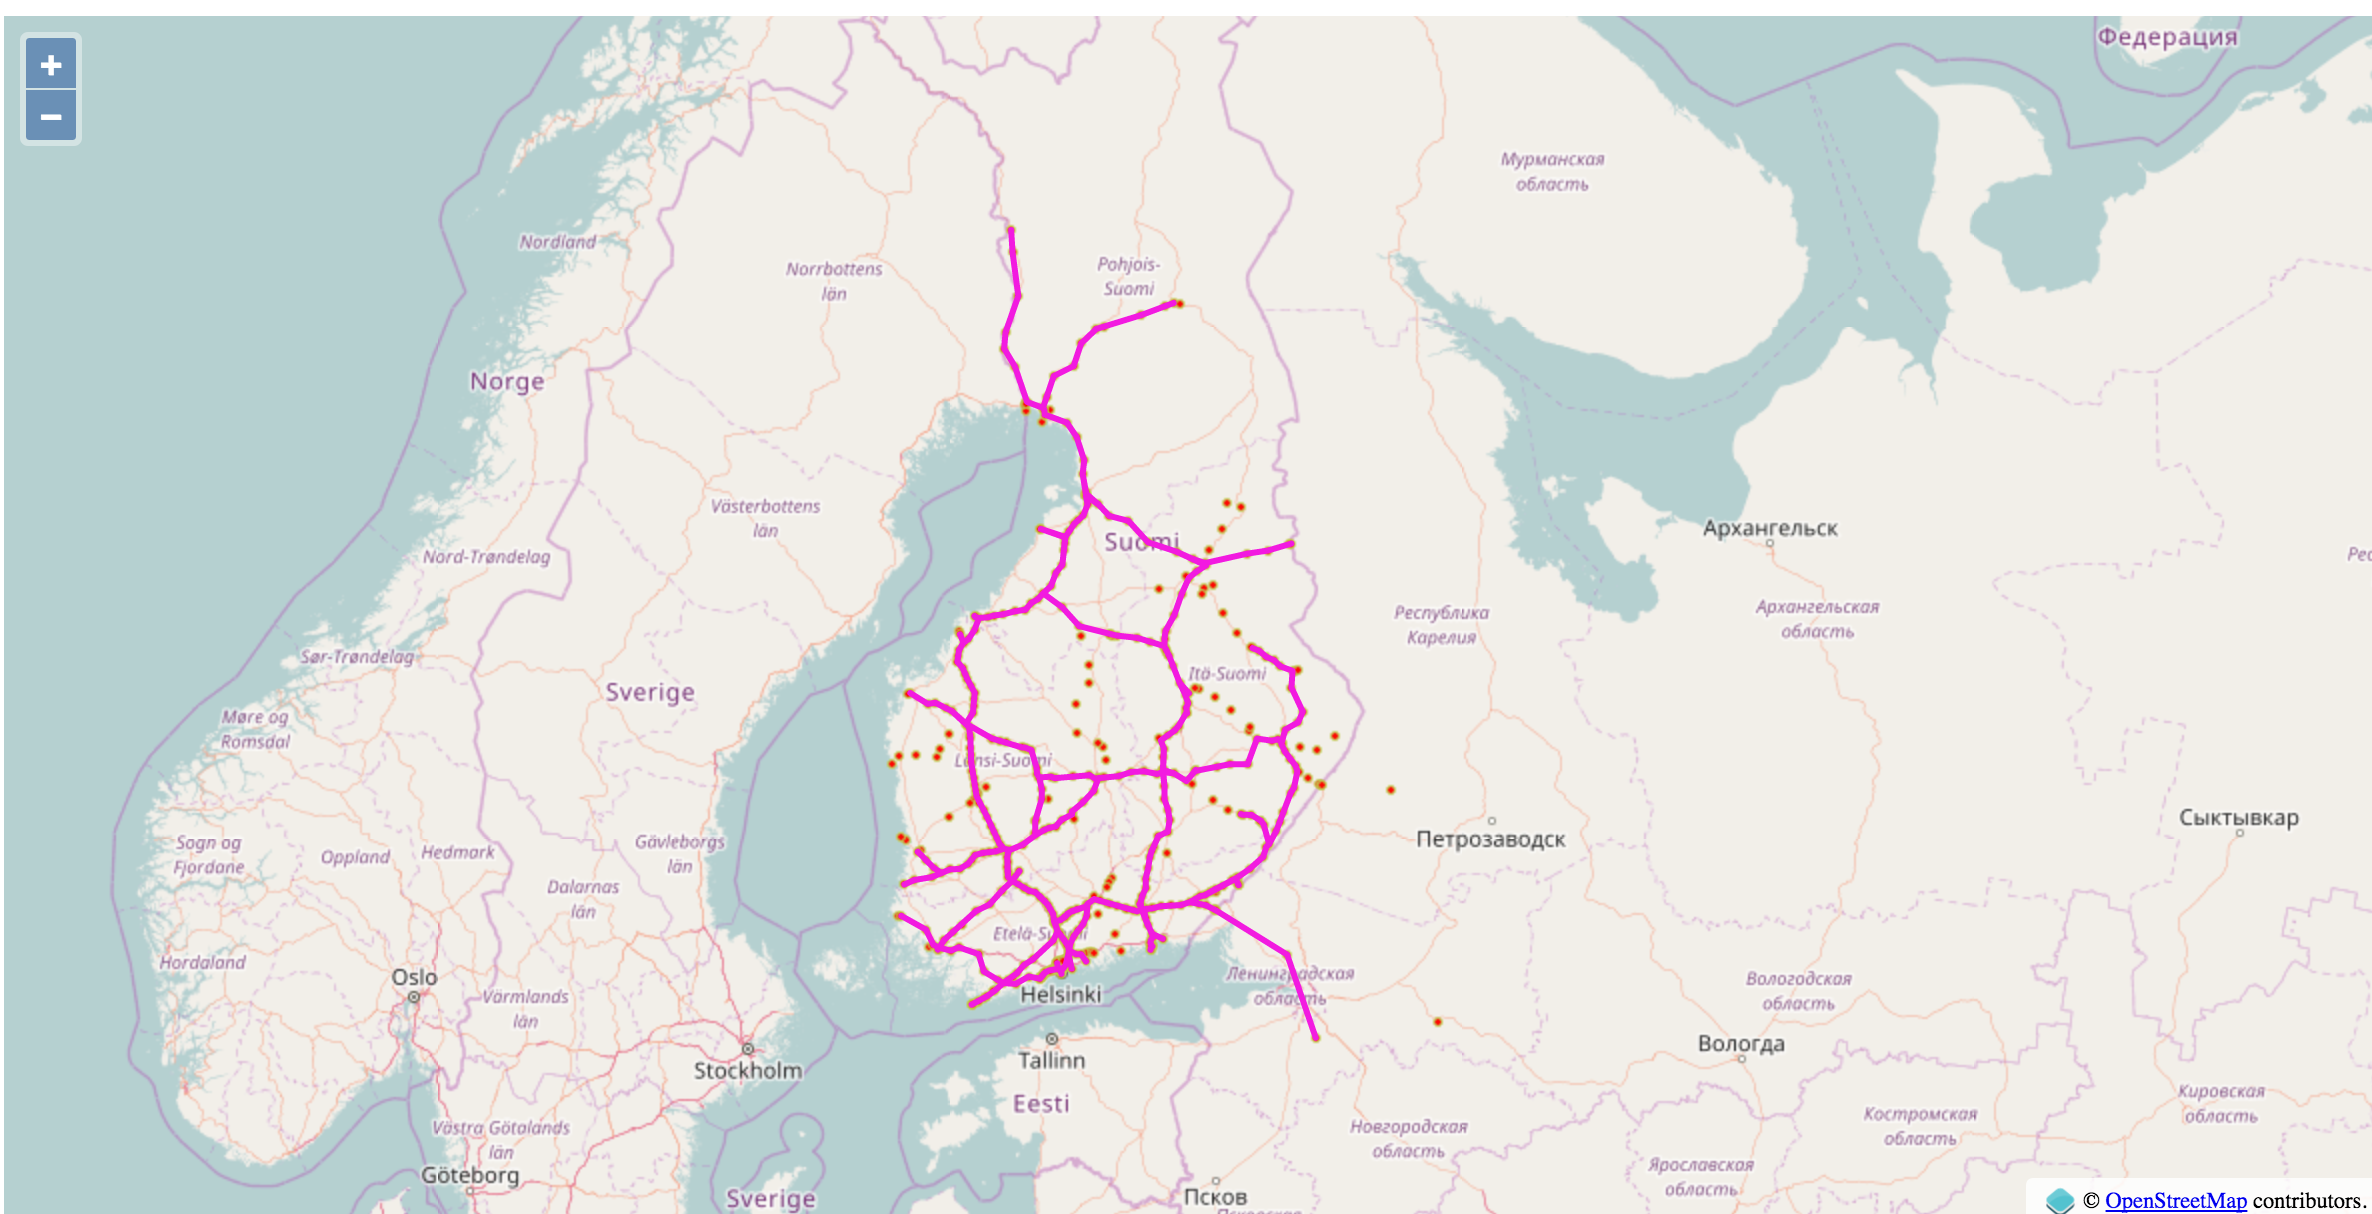 +
−
Федерация
Мурманская
область
Nordland
Norrbottens
län
Pohjois-
Suomi
Norge
Västerbottens
län
Suomi
Архангельск
Nord-Trøndelag
Республика
Карелия
Архангельская
область
Sør-Trøndelag
Itä-Suomi
Sverige
Møre og
Romsdal
Länsi-Suomi
Сыктывкар
Петрозаводск
Sogn og
Fjordane
Oppland
Hedmark
Gävleborgs
län
Dalarnas
län
Etelä-Suomi
Hordaland
Oslo
Värmlands
län
Helsinki
Ленинградская
область
Вологодская
область
Вологда
Stockholm
Tallinn
Eesti
Västra Götalands
län
Новгородская
область
Костромская
область
Кировская
область
Ярославская
область
Göteborg
Sverige
Псков
© OpenStreetMap contributors.